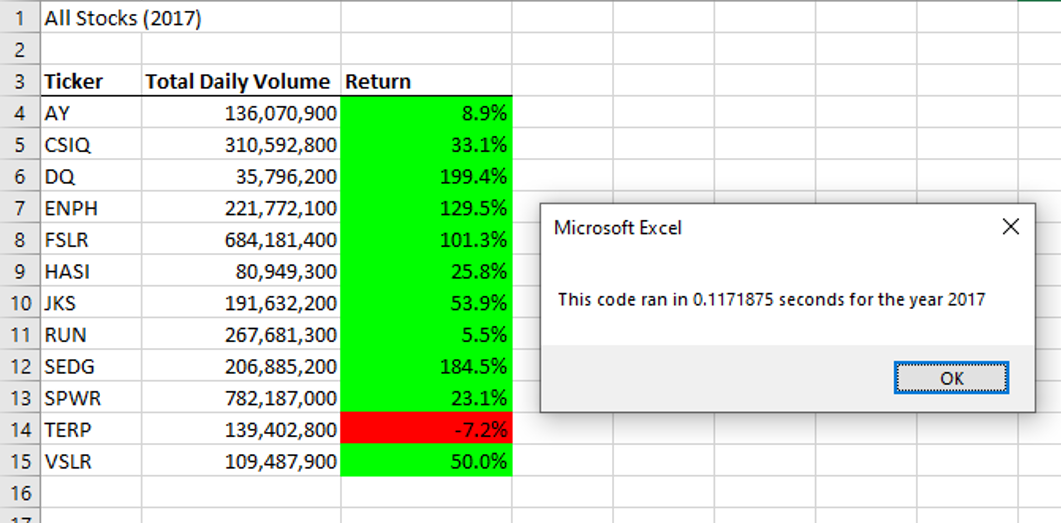 1 All Stocks (2017)
2
3 Ticker Total Daily Volume Return
4 AY 136,070,900 8.9%
5 CSIQ 310,592,800 33.1%
6 DQ 35,796,200 199.4%
7 ENPH 221,772,100 129.5%
8 FSLR 684,181,400 101.3%
9 HASI 80,949,300 25.8%
10 JKS 191,632,200 53.9%
11 RUN 267,681,300 5.5%
12 SEDG 206,885,200 184.5%
13 SPWR 782,187,000 23.1%
14 TERP 139,402,800 -7.2%
15 VSLR 109,487,900 50.0%
16
17
Microsoft Excel
This code ran in 0.1171875 seconds for the year 2017
OK